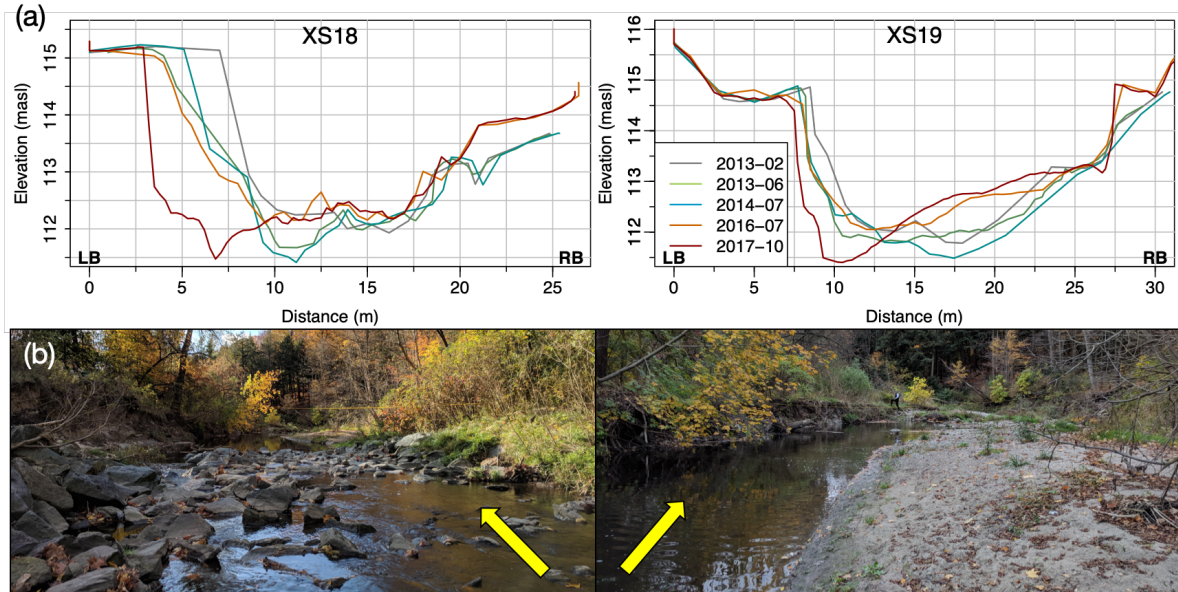 (a)
XS18
Elevation (masl)
115
114
113
112
LB
RB
0
5
10
15
20
25
Distance (m)
XS19
Elevation (masl)
116
115
114
113
112
2013−02
2013−06
2014−07
2016−07
2017−10
LB
RB
0
5
10
15
20
25
30
Distance (m)
(b)